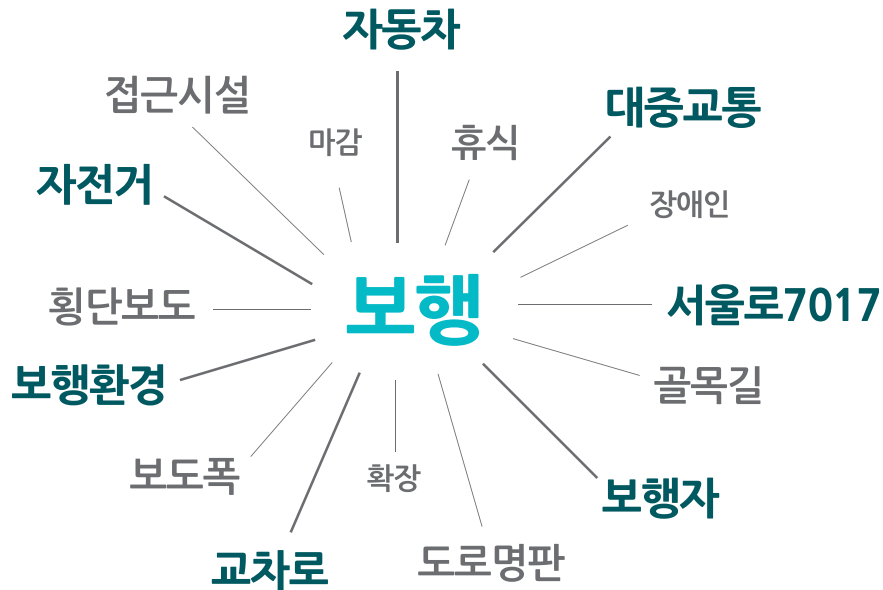 자동차
접근시설
대중교통
마감
휴식
자전거
장애인
보행
횡단보도
서울로7017
보행환경
골목길
보도폭
확장
보행자
교차로
도로명판